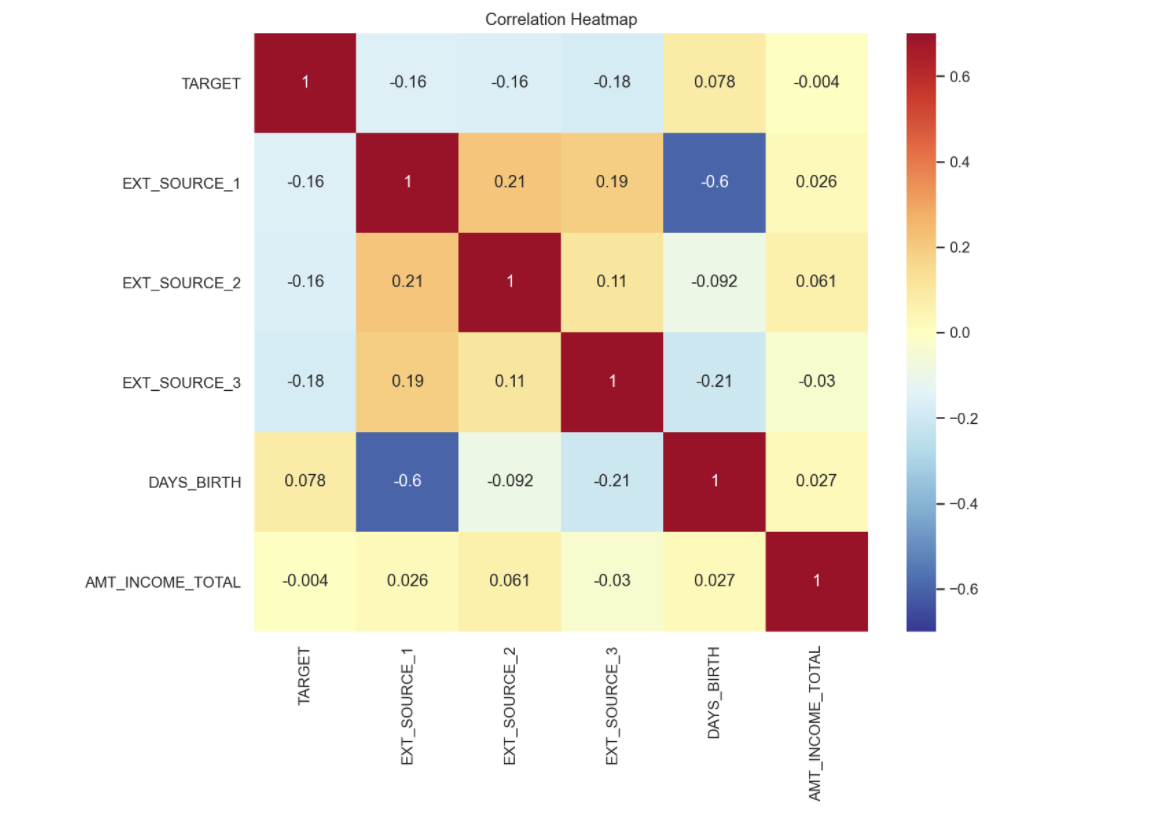 Correlation Heatmap
TARGET 1 -0.16 -0.16 -0.18 0.078 -0.004
EXT_SOURCE_1 -0.16 1 0.21 0.19 -0.6 0.026
EXT_SOURCE_2 -0.16 0.21 1 0.11 -0.092 0.061
EXT_SOURCE_3 -0.18 0.19 0.11 1 -0.21 -0.03
DAYS_BIRTH 0.078 -0.6 -0.092 -0.21 1 0.027
AMT_INCOME_TOTAL -0.004 0.026 0.061 -0.03 0.027 1
TARGET
EXT_SOURCE_1
EXT_SOURCE_2
EXT_SOURCE_3
DAYS_BIRTH
AMT_INCOME_TOTAL
0.6
0.4
0.2
0.0
−0.2
−0.4
−0.6